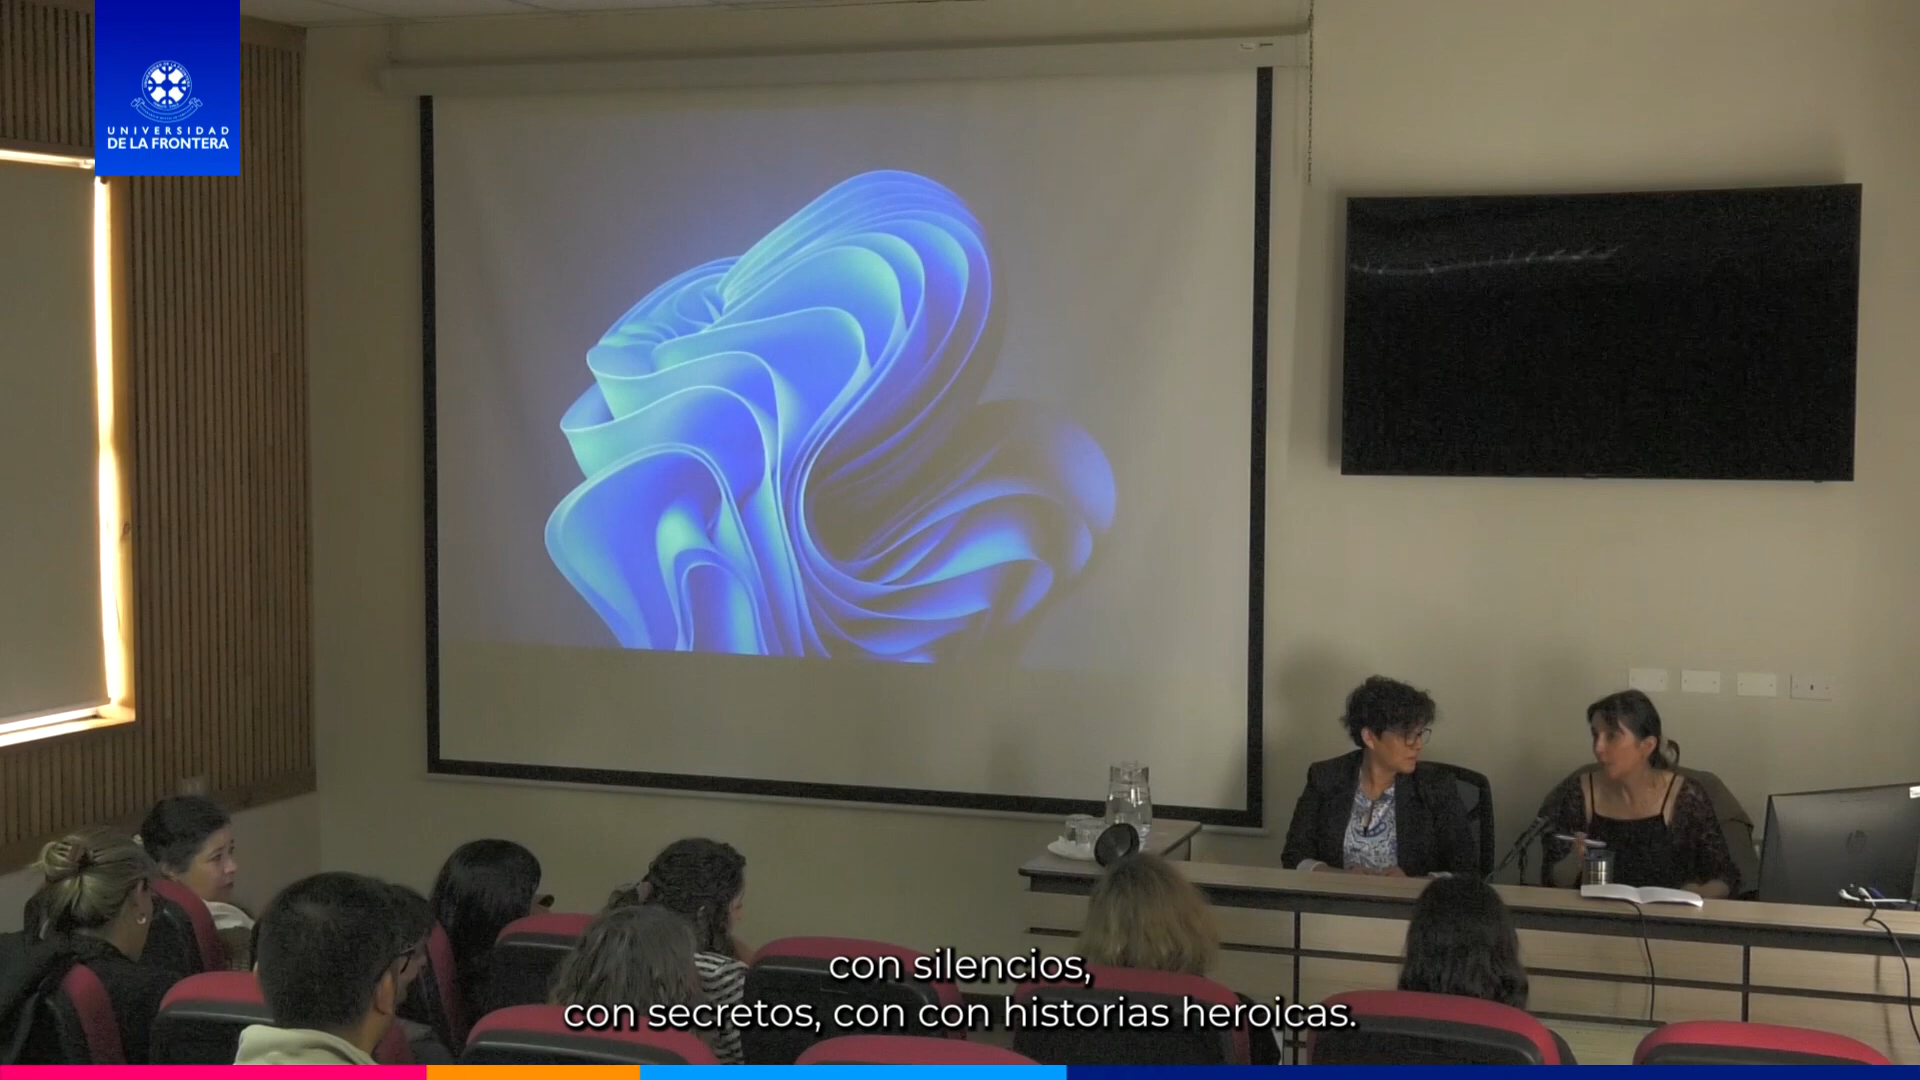 UNIVERSIDAD
DE LA FRONTERA
con silencios,
con secretos, con con historias heroicas.